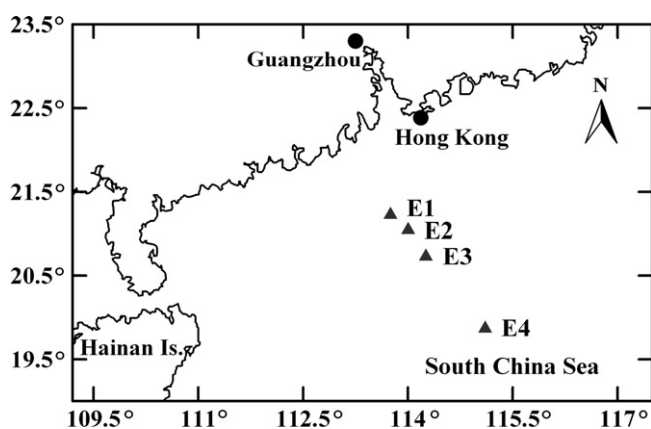 23.5°
Guangzhou
N
22.5°
Hong Kong
21.5°
E1
E2
20.5°
E3
E4
19.5°
Hainan Is.
South China Sea
109.5° 111° 112.5° 114° 115.5° 117°